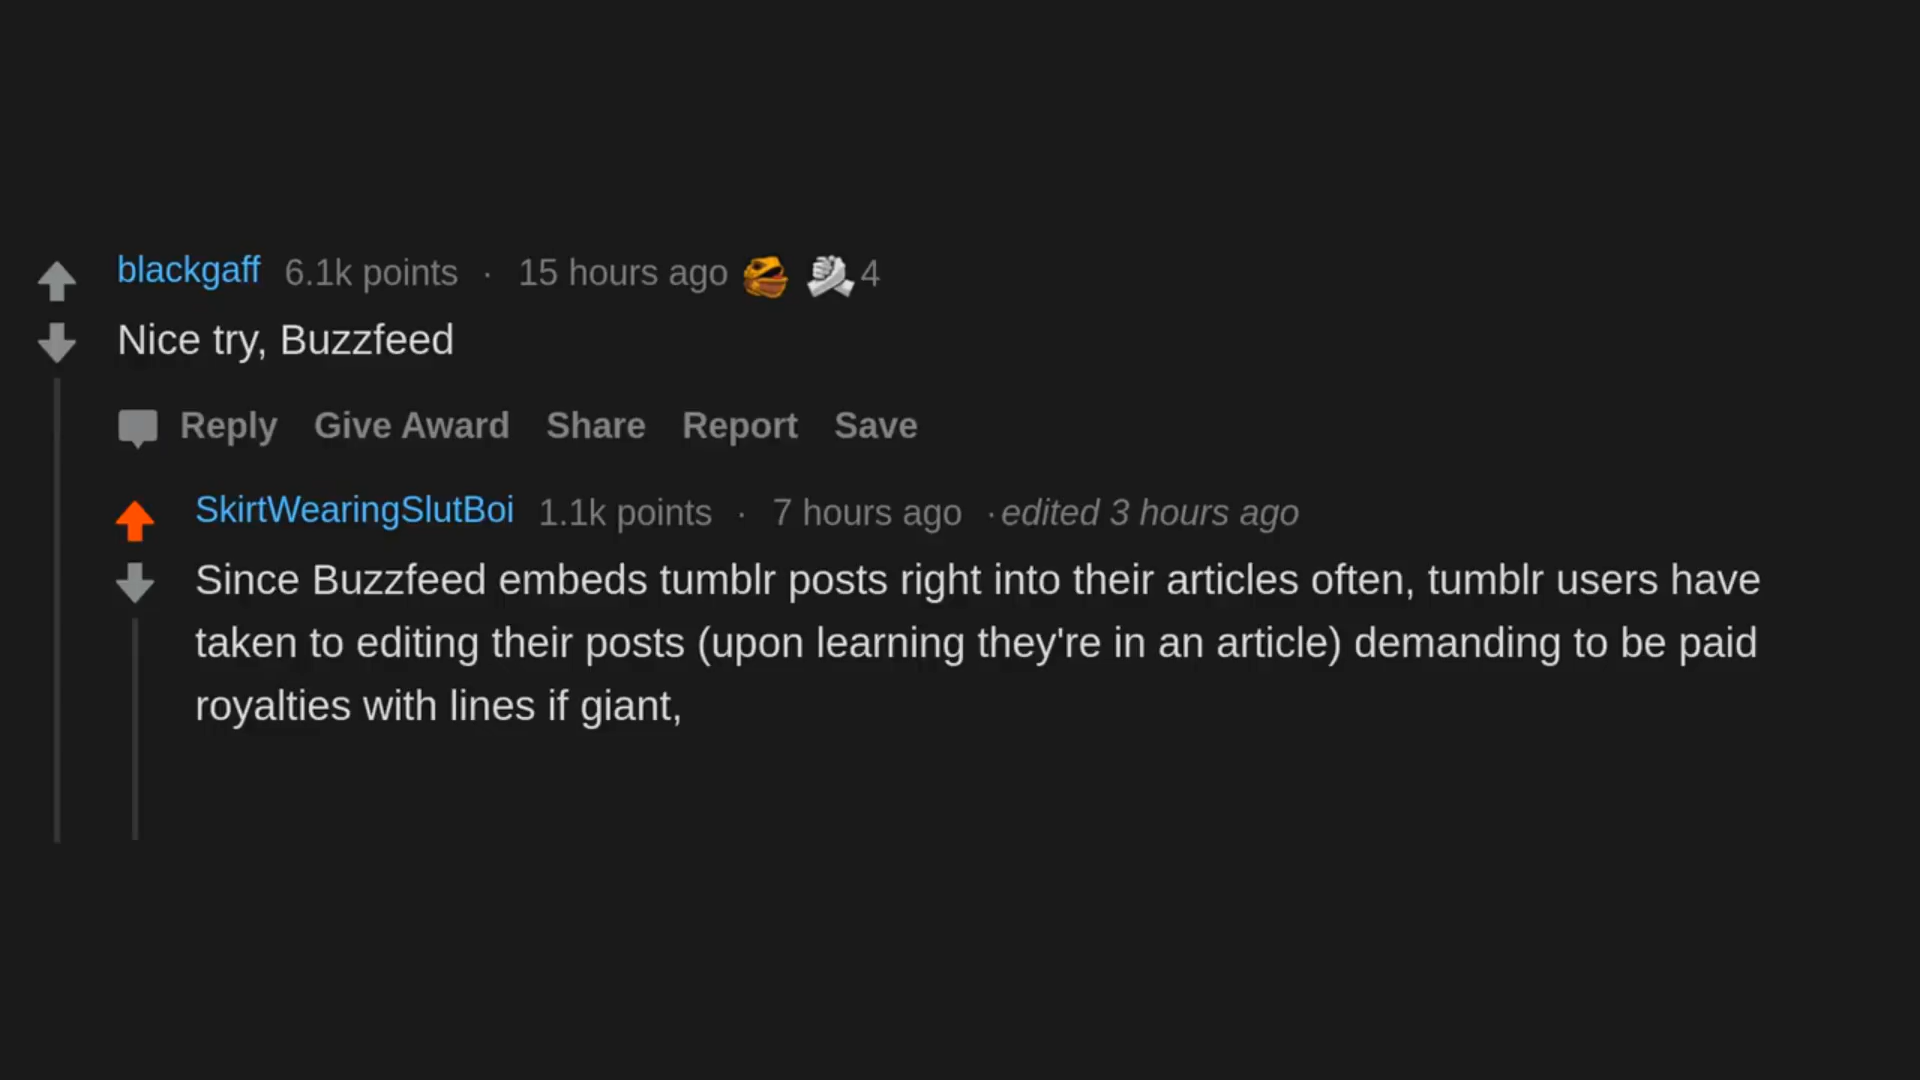 blackgaff 6.1k points · 15 hours ago 4
Nice try, Buzzfeed
Reply Give Award Share Report Save
SkirtWearingSlutBoi 1.1k points · 7 hours ago · edited 3 hours ago
Since Buzzfeed embeds tumblr posts right into their articles often, tumblr users have
taken to editing their posts (upon learning they're in an article) demanding to be paid
royalties with lines if giant,